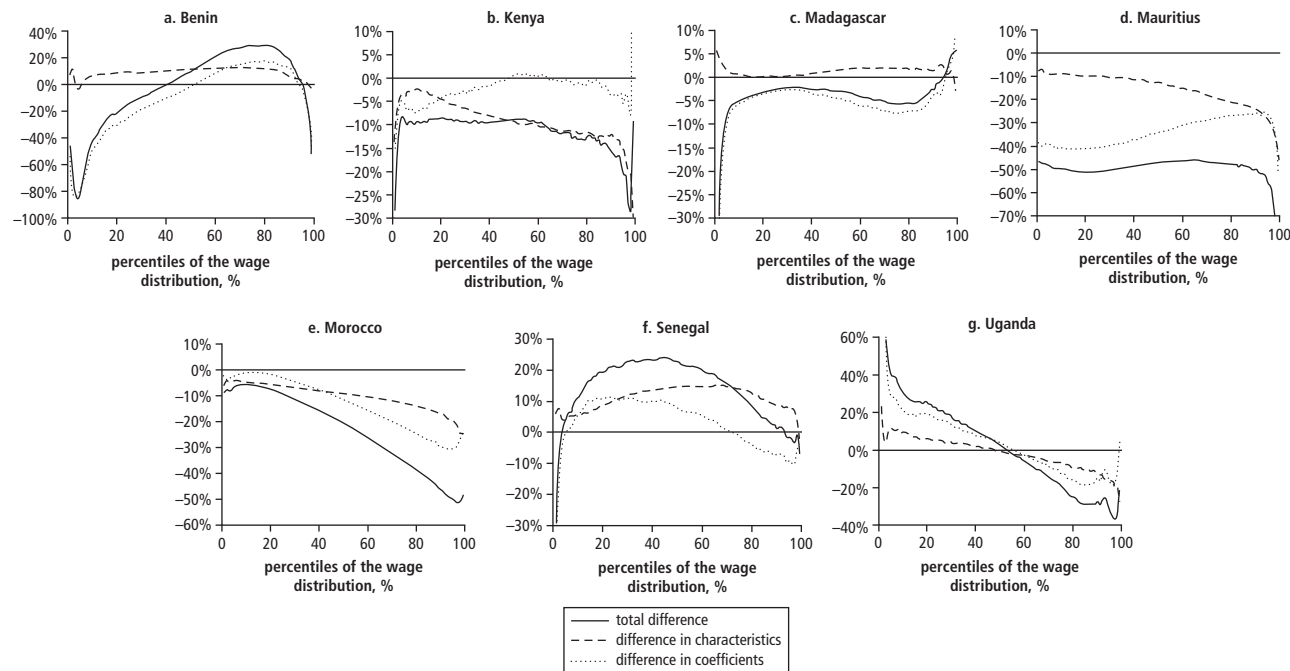 a. Benin
40%
20%
0%
–20%
–40%
–60%
–80%
–100%
0 20 40 60 80 100
percentiles of the wage
distribution, %
b. Kenya
10%
5%
0%
–5%
–10%
–15%
–20%
–25%
–30%
0 20 40 60 80 100
percentiles of the wage
distribution, %
c. Madagascar
10%
5%
0%
–5%
–10%
–15%
–20%
–25%
–30%
0 20 40 60 80 100
percentiles of the wage
distribution, %
d. Mauritius
10%
0%
–10%
–20%
–30%
–40%
–50%
–60%
–70%
0 20 40 60 80 100
percentiles of the wage
distribution, %
e. Morocco
10%
0%
–10%
–20%
–30%
–40%
–50%
–60%
0 20 40 60 80 100
percentiles of the wage
distribution, %
f. Senegal
30%
20%
10%
0%
–10%
–20%
30%
0 20 40 60 80 100
percentiles of the wage
distribution, %
g. Uganda
60%
40%
20%
0%
–20%
–40%
0 20 40 60 80 100
percentiles of the wage
distribution, %
total difference
difference in characteristics
difference in coefficients